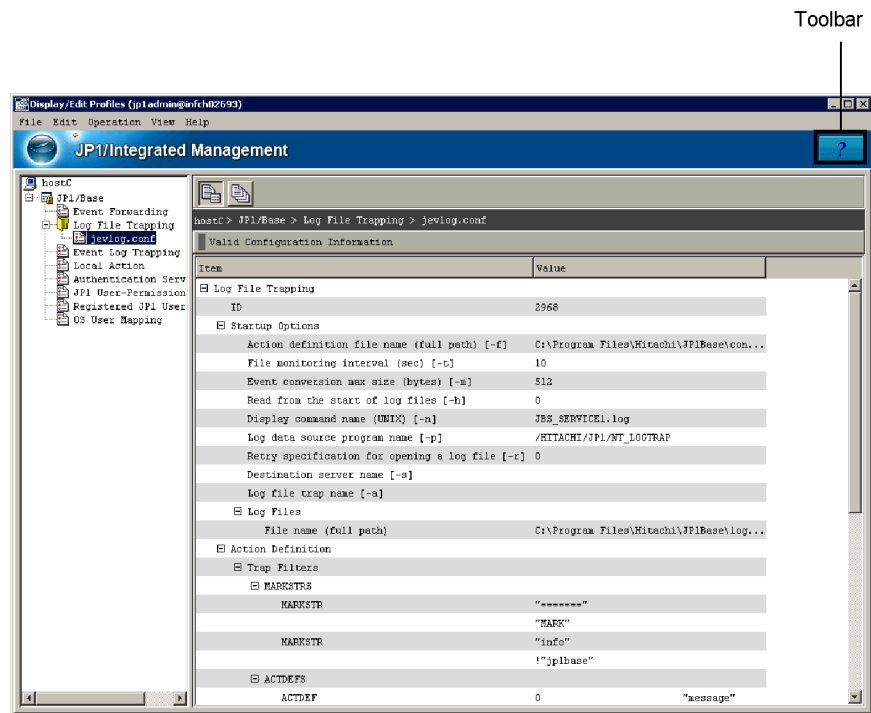 Toolbar
Display/Edit Profiles (jp1admin@infch02693)
File Edit Operation View Help
JP1/Integrated Management
?
hostC
JP1/Base
Event Forwarding
Log File Trapping
jevlog.conf
Event Log Trapping
Local Action
Authentication Serv
JP1 User-Permission
Registered JP1 User
OS User Mapping
hostC> JP1/Base > Log File Trapping > jevlog.conf
Valid Configuration Information
Item Value
Log File Trapping
ID 2968
Startup Options
Action definition file name (full path) [-f] C:\Program Files\Hitachi\JP1Base\con...
File monitoring interval (sec) [-t] 10
Event conversion max size (bytes) [-m] 512
Read from the start of log files [-h] 0
Display command name (UNIX) [-n] JBS_SERVICE1.log
Log data source program name [-p] /HITACHI/JP1/NT_LOGTRAP
Retry specification for opening a log file [-r] 0
Destination server name [-s]
Log file trap name [-a]
Log Files
File name (full path) C:\Program Files\Hitachi\JP1Base\log...
Action Definition
Trap Filters
MARKSTRS
MARKSTR "======="
"MARK"
MARKSTR "info"
!"jp1base"
ACTDEFS
ACTDEF 0 "message"